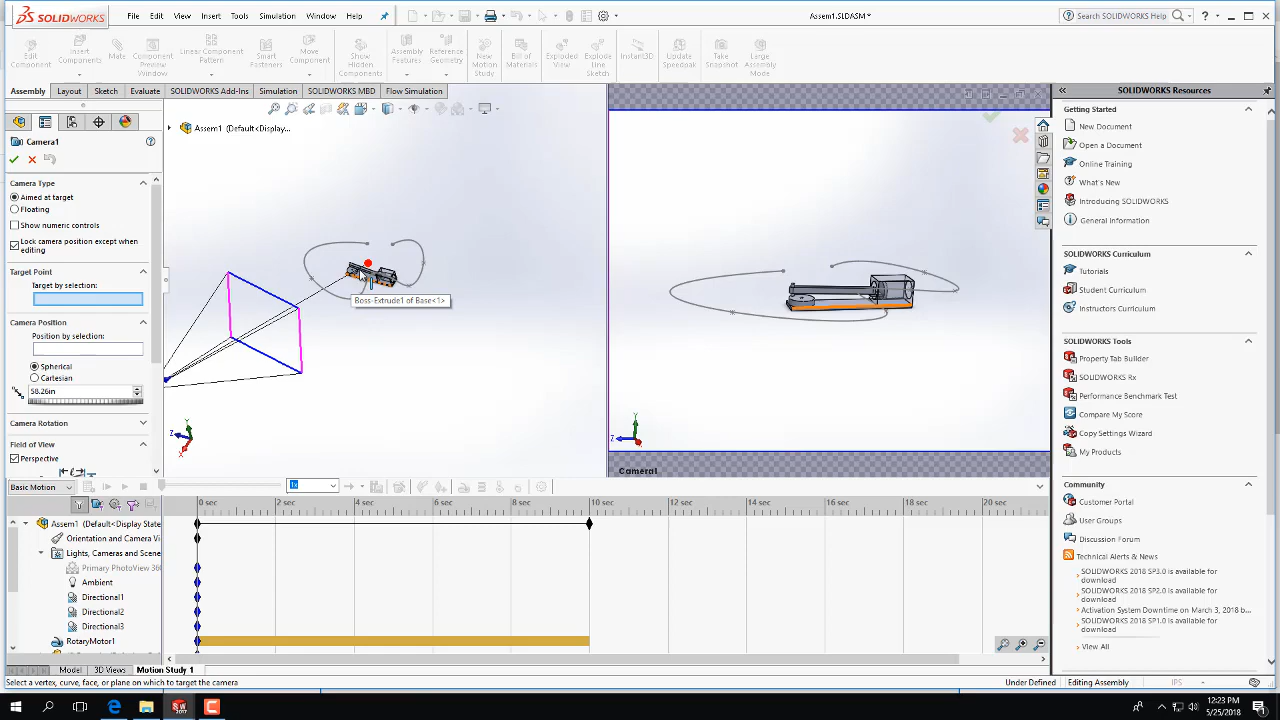 SOLIDWORKS
File Edit View Insert Tools Simulation Window Help
Assem1.SLDASM *
Search SOLIDWORKS Help
Edit Component
Insert Components
Mate
Component Preview Window
Linear Component Pattern
Smart Fasteners
Move Component
Show Hidden Components
Assembly Features
Reference Geometry
New Motion Study
Bill of Materials
Exploded View
Explode Line Sketch
Instant3D
Update Speedpak
Take Snapshot
Large Assembly Mode
Assembly Layout Sketch Evaluate SOLIDWORKS Add-Ins Simulation SOLIDWORKS MBD Flow Simulation
Assem1 (Default<Display...
Camera1
Camera Type
Aimed at target
Floating
Show numeric controls
Lock camera position except when editing
Target Point
Target by selection:
Camera Position
Position by selection:
Spherical
Cartesian
58.26in
Camera Rotation
Field of View
Perspective
Boss-Extrude1 of Base<1>
Y
Z
X
Y
Z
Camera1
SOLIDWORKS Resources
Getting Started
New Document
Open a Document
Online Training
What's New
Introducing SOLIDWORKS
General Information
SOLIDWORKS Curriculum
Tutorials
Student Curriculum
Instructors Curriculum
SOLIDWORKS Tools
Property Tab Builder
SOLIDWORKS Rx
Performance Benchmark Test
Compare My Score
Copy Settings Wizard
My Products
Community
Customer Portal
User Groups
Discussion Forum
Technical Alerts & News
SOLIDWORKS 2018 SP3.0 is available for download
SOLIDWORKS 2018 SP2.0 is available for download
Activation System Downtime on March 3, 2018 b...
SOLIDWORKS 2018 SP1.0 is available for download
View All
Basic Motion
1x
0 sec 2 sec 4 sec 6 sec 8 sec 10 sec 12 sec 14 sec 16 sec 18 sec 20 sec
Assem1 (Default<Display State
Orientation and Camera Vi
Lights, Cameras and Scene
Primary PhotoView 360
Ambient
Directional1
Directional2
Directional3
RotaryMotor1
Model 3D Views Motion Study 1
Select a vertex, curve, face, or plane on which to target the camera
Under Defined Editing Assembly IPS
12:23 PM
5/25/2018